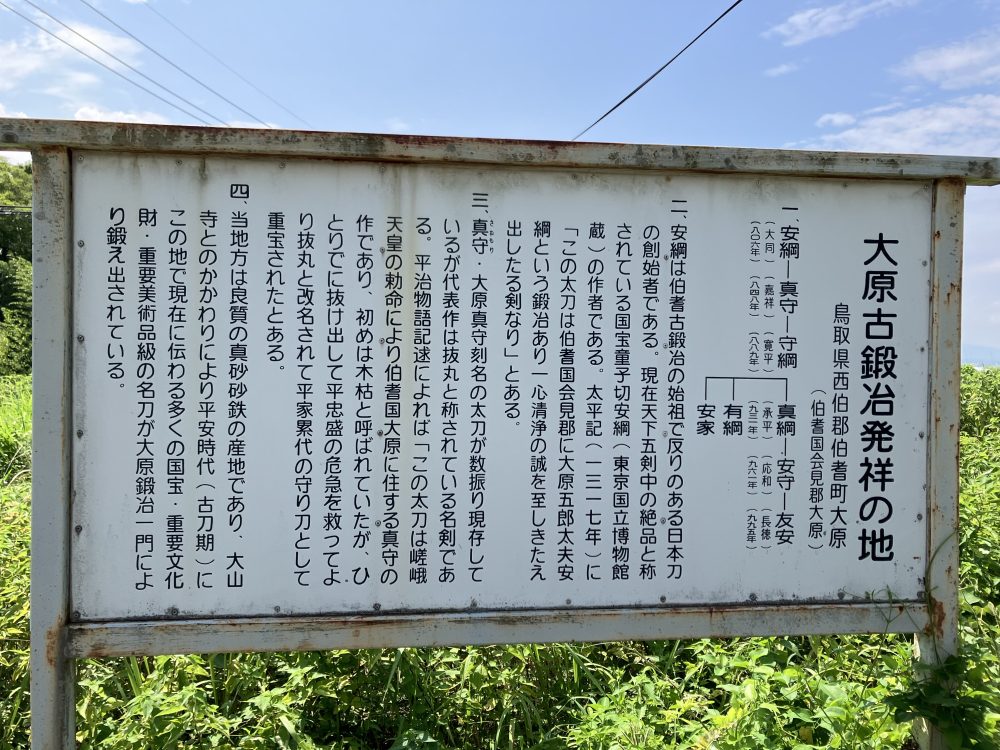 大原古鍛冶発祥の地
鳥取県西伯郡伯耆町大原
（伯耆国会見郡大原）
一、安綱―真守―守綱
真綱―安守―友安
（大同）（嘉祥）（寛平）
（承平）（応和）（長徳）
（八〇六年）（八四八年）（八八九年）
（九三一年）（九六一年）（九九五年）
有綱
安家
二、安綱は伯耆古鍛冶の始祖で反りのある日本刀
の創始者である。現在天下五剣中の絶品と称
されている国宝童子切安綱（東京国立博物館
蔵）の作者である。太平記（一三一七年）に
「この太刀は伯耆国会見郡に大原五郎太夫安
綱という鍛冶あり一心清浄の誠を至しきたえ
出したる剣なり」とある。
三、真守・大原真守刻名の太刀が数振り現存して
さねもり
いるが代表作は抜丸と称されている名剣であ
る。平治物語記述によれば「この太刀は嵯峨
天皇の勅命により伯耆国大原に住する真守の
作であり、初めは木枯と呼ばれていたが、ひ
とりでに抜け出して平忠盛の危急を救ってよ
り抜丸と改名されて平家累代の守り刀として
重宝されたとある。
四、当地方は良質の真砂砂鉄の産地であり、大山
寺とのかかわりにより平安時代（古刀期）に
この地で現在に伝わる多くの国宝・重要文化
財・重要美術品級の名刀が大原鍛冶一門によ
り鍛え出されている。